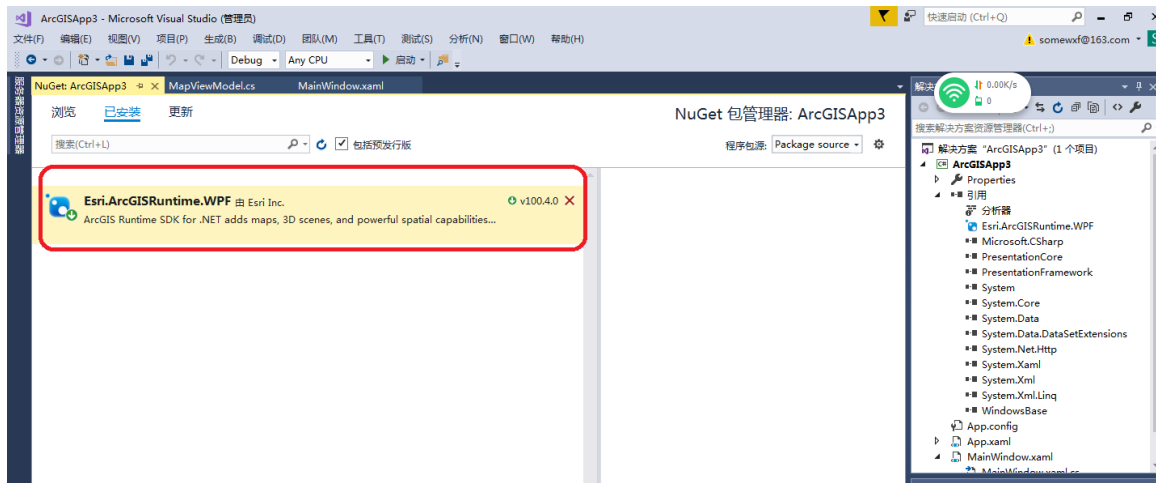 ArcGISApp3 - Microsoft Visual Studio (管理员)
快速启动 (Ctrl+Q)
文件(F) 编辑(E) 视图(V) 项目(P) 生成(B) 调试(D) 团队(M) 工具(T) 测试(S) 分析(N) 窗口(W) 帮助(H)
somewxf@163.com
Debug Any CPU 启动
NuGet: ArcGISApp3 MapViewModel.cs MainWindow.xaml
浏览 已安装 更新
NuGet 包管理器: ArcGISApp3
搜索(Ctrl+L) 包括预发行版
程序包源: Package source
Esri.ArcGISRuntime.WPF 由 Esri Inc. v100.4.0
ArcGIS Runtime SDK for .NET adds maps, 3D scenes, and powerful spatial capabilities...
0.00K/s
0
搜索解决方案资源管理器(Ctrl+;)
解决方案 "ArcGISApp3" (1 个项目)
ArcGISApp3
Properties
引用
分析器
Esri.ArcGISRuntime.WPF
Microsoft.CSharp
PresentationCore
PresentationFramework
System
System.Core
System.Data
System.Data.DataSetExtensions
System.Net.Http
System.Xaml
System.Xml
System.Xml.Linq
WindowsBase
App.config
App.xaml
MainWindow.xaml
MainWindow.xaml.cs